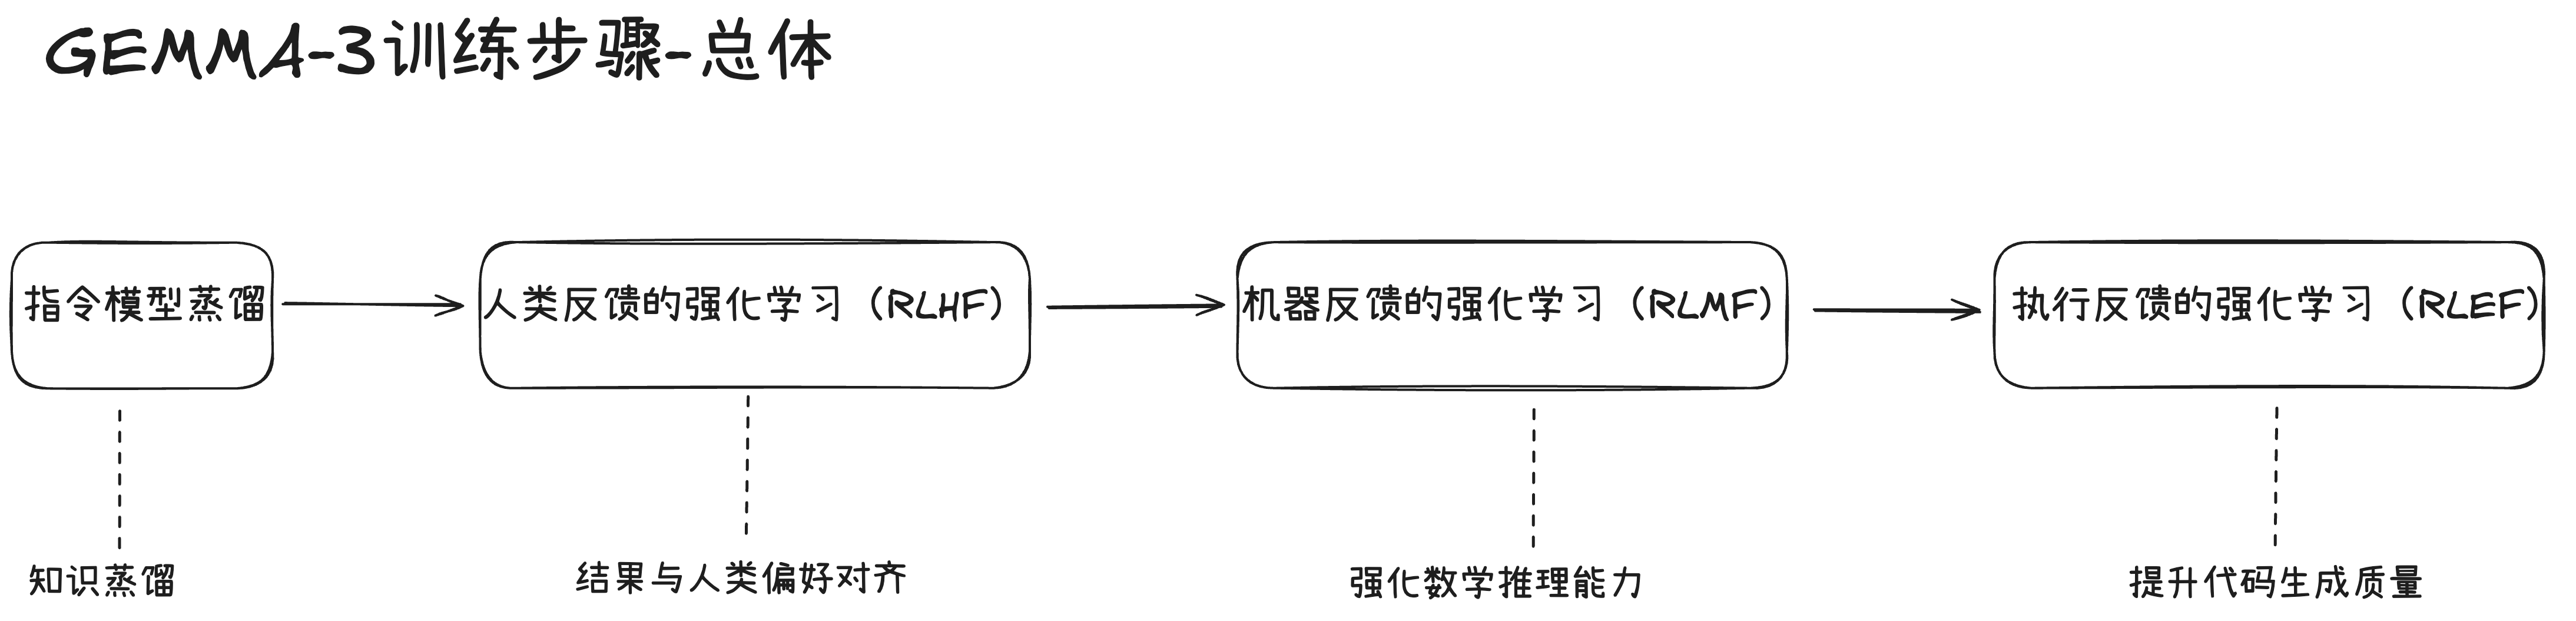 GEMMA-3训练步骤-总体
指令模型蒸馏
人类反馈的强化学习（RLHF）
机器反馈的强化学习（RLMF）
执行反馈的强化学习（RLEF）
知识蒸馏
结果与人类偏好对齐
强化数学推理能力
提升代码生成质量